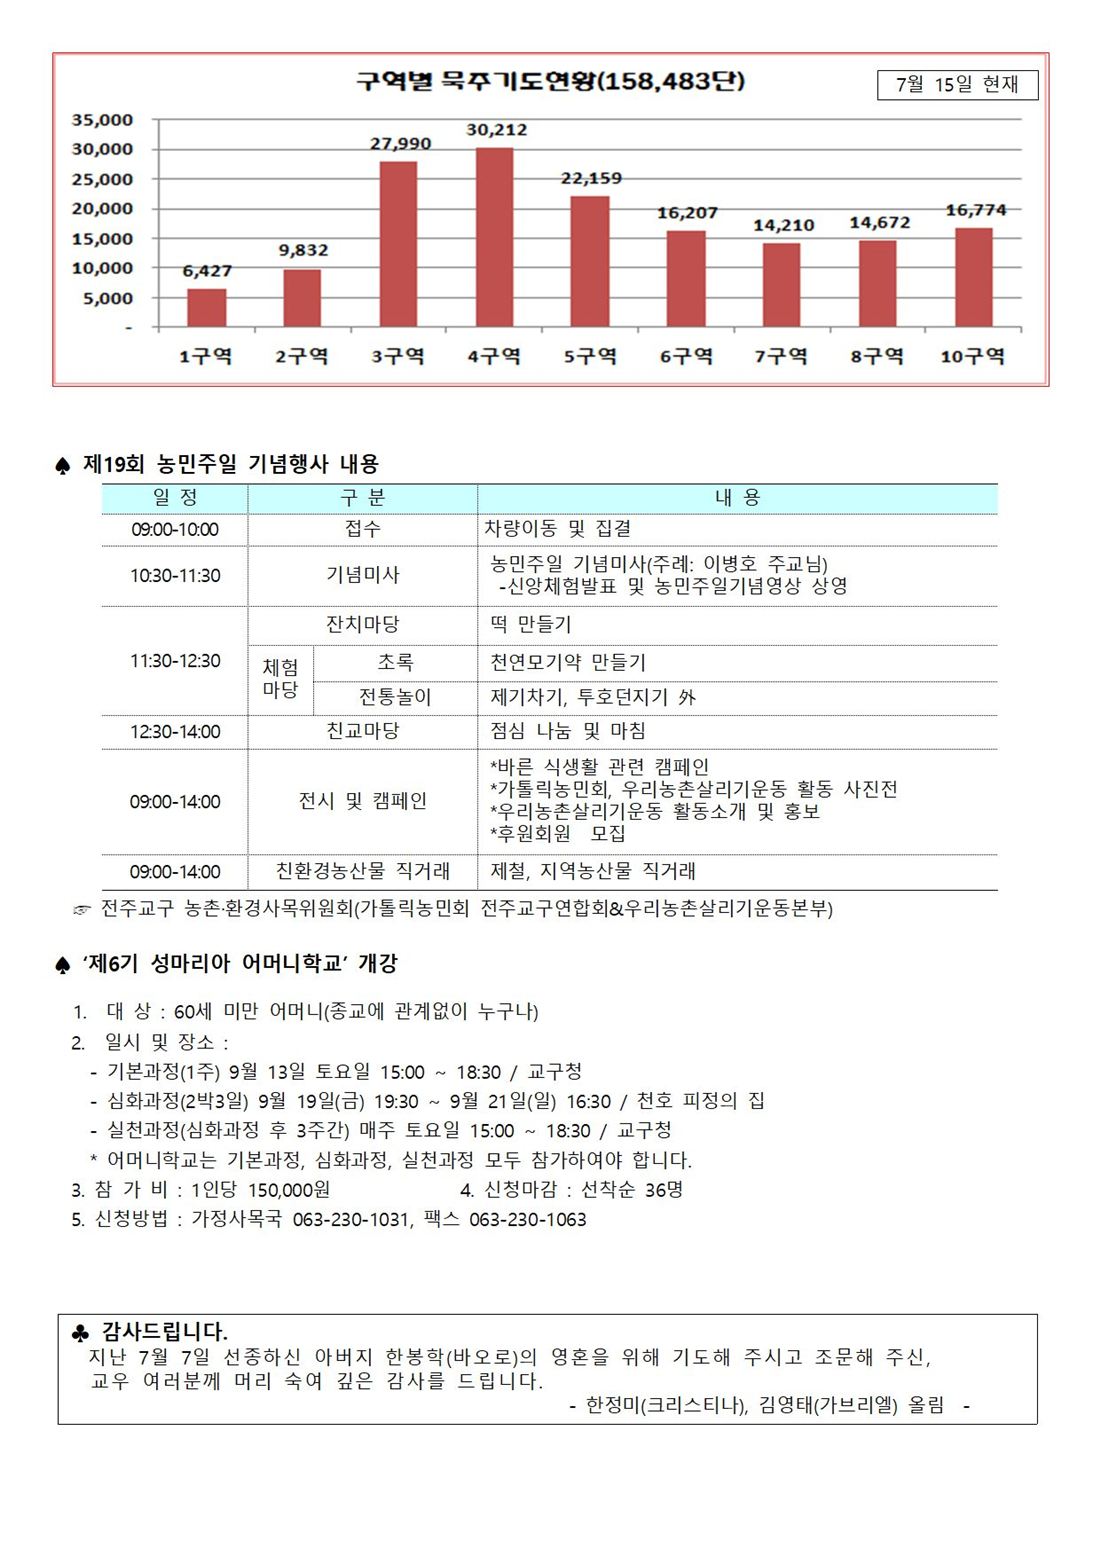 구역별 묵주기도현황(158,483단)
7월 15일 현재
35,000
30,000
25,000
20,000
15,000
10,000
5,000
-
6,427
9,832
27,990
30,212
22,159
16,207
14,210
14,672
16,774
1구역 2구역 3구역 4구역 5구역 6구역 7구역 8구역 10구역
♠ 제19회 농민주일 기념행사 내용
일 정 구 분 내 용
09:00-10:00 접수 차량이동 및 집결
10:30-11:30 기념미사 농민주일 기념미사(주례: 이병호 주교님)
-신앙체험발표 및 농민주일기념영상 상영
11:30-12:30 잔치마당 떡 만들기
체험마당 초록 천연모기약 만들기
전통놀이 제기차기, 투호던지기 外
12:30-14:00 친교마당 점심 나눔 및 마침
09:00-14:00 전시 및 캠페인 *바른 식생활 관련 캠페인
*가톨릭농민회, 우리농촌살리기운동 활동 사진전
*우리농촌살리기운동 활동소개 및 홍보
*후원회원 모집
09:00-14:00 친환경농산물 직거래 제철, 지역농산물 직거래
☞ 전주교구 농촌·환경사목위원회(가톨릭농민회 전주교구연합회&우리농촌살리기운동본부)
♠ ‘제6기 성마리아 어머니학교’ 개강
1. 대 상 : 60세 미만 어머니(종교에 관계없이 누구나)
2. 일시 및 장소 :
- 기본과정(1주) 9월 13일 토요일 15:00 ~ 18:30 / 교구청
- 심화과정(2박3일) 9월 19일(금) 19:30 ~ 9월 21일(일) 16:30 / 천호 피정의 집
- 실천과정(심화과정 후 3주간) 매주 토요일 15:00 ~ 18:30 / 교구청
* 어머니학교는 기본과정, 심화과정, 실천과정 모두 참가하여야 합니다.
3. 참 가 비 : 1인당 150,000원 4. 신청마감 : 선착순 36명
5. 신청방법 : 가정사목국 063-230-1031, 팩스 063-230-1063
♣ 감사드립니다.
지난 7월 7일 선종하신 아버지 한봉학(바오로)의 영혼을 위해 기도해 주시고 조문해 주신,
교우 여러분께 머리 숙여 깊은 감사를 드립니다.
- 한정미(크리스티나), 김영태(가브리엘) 올림 -